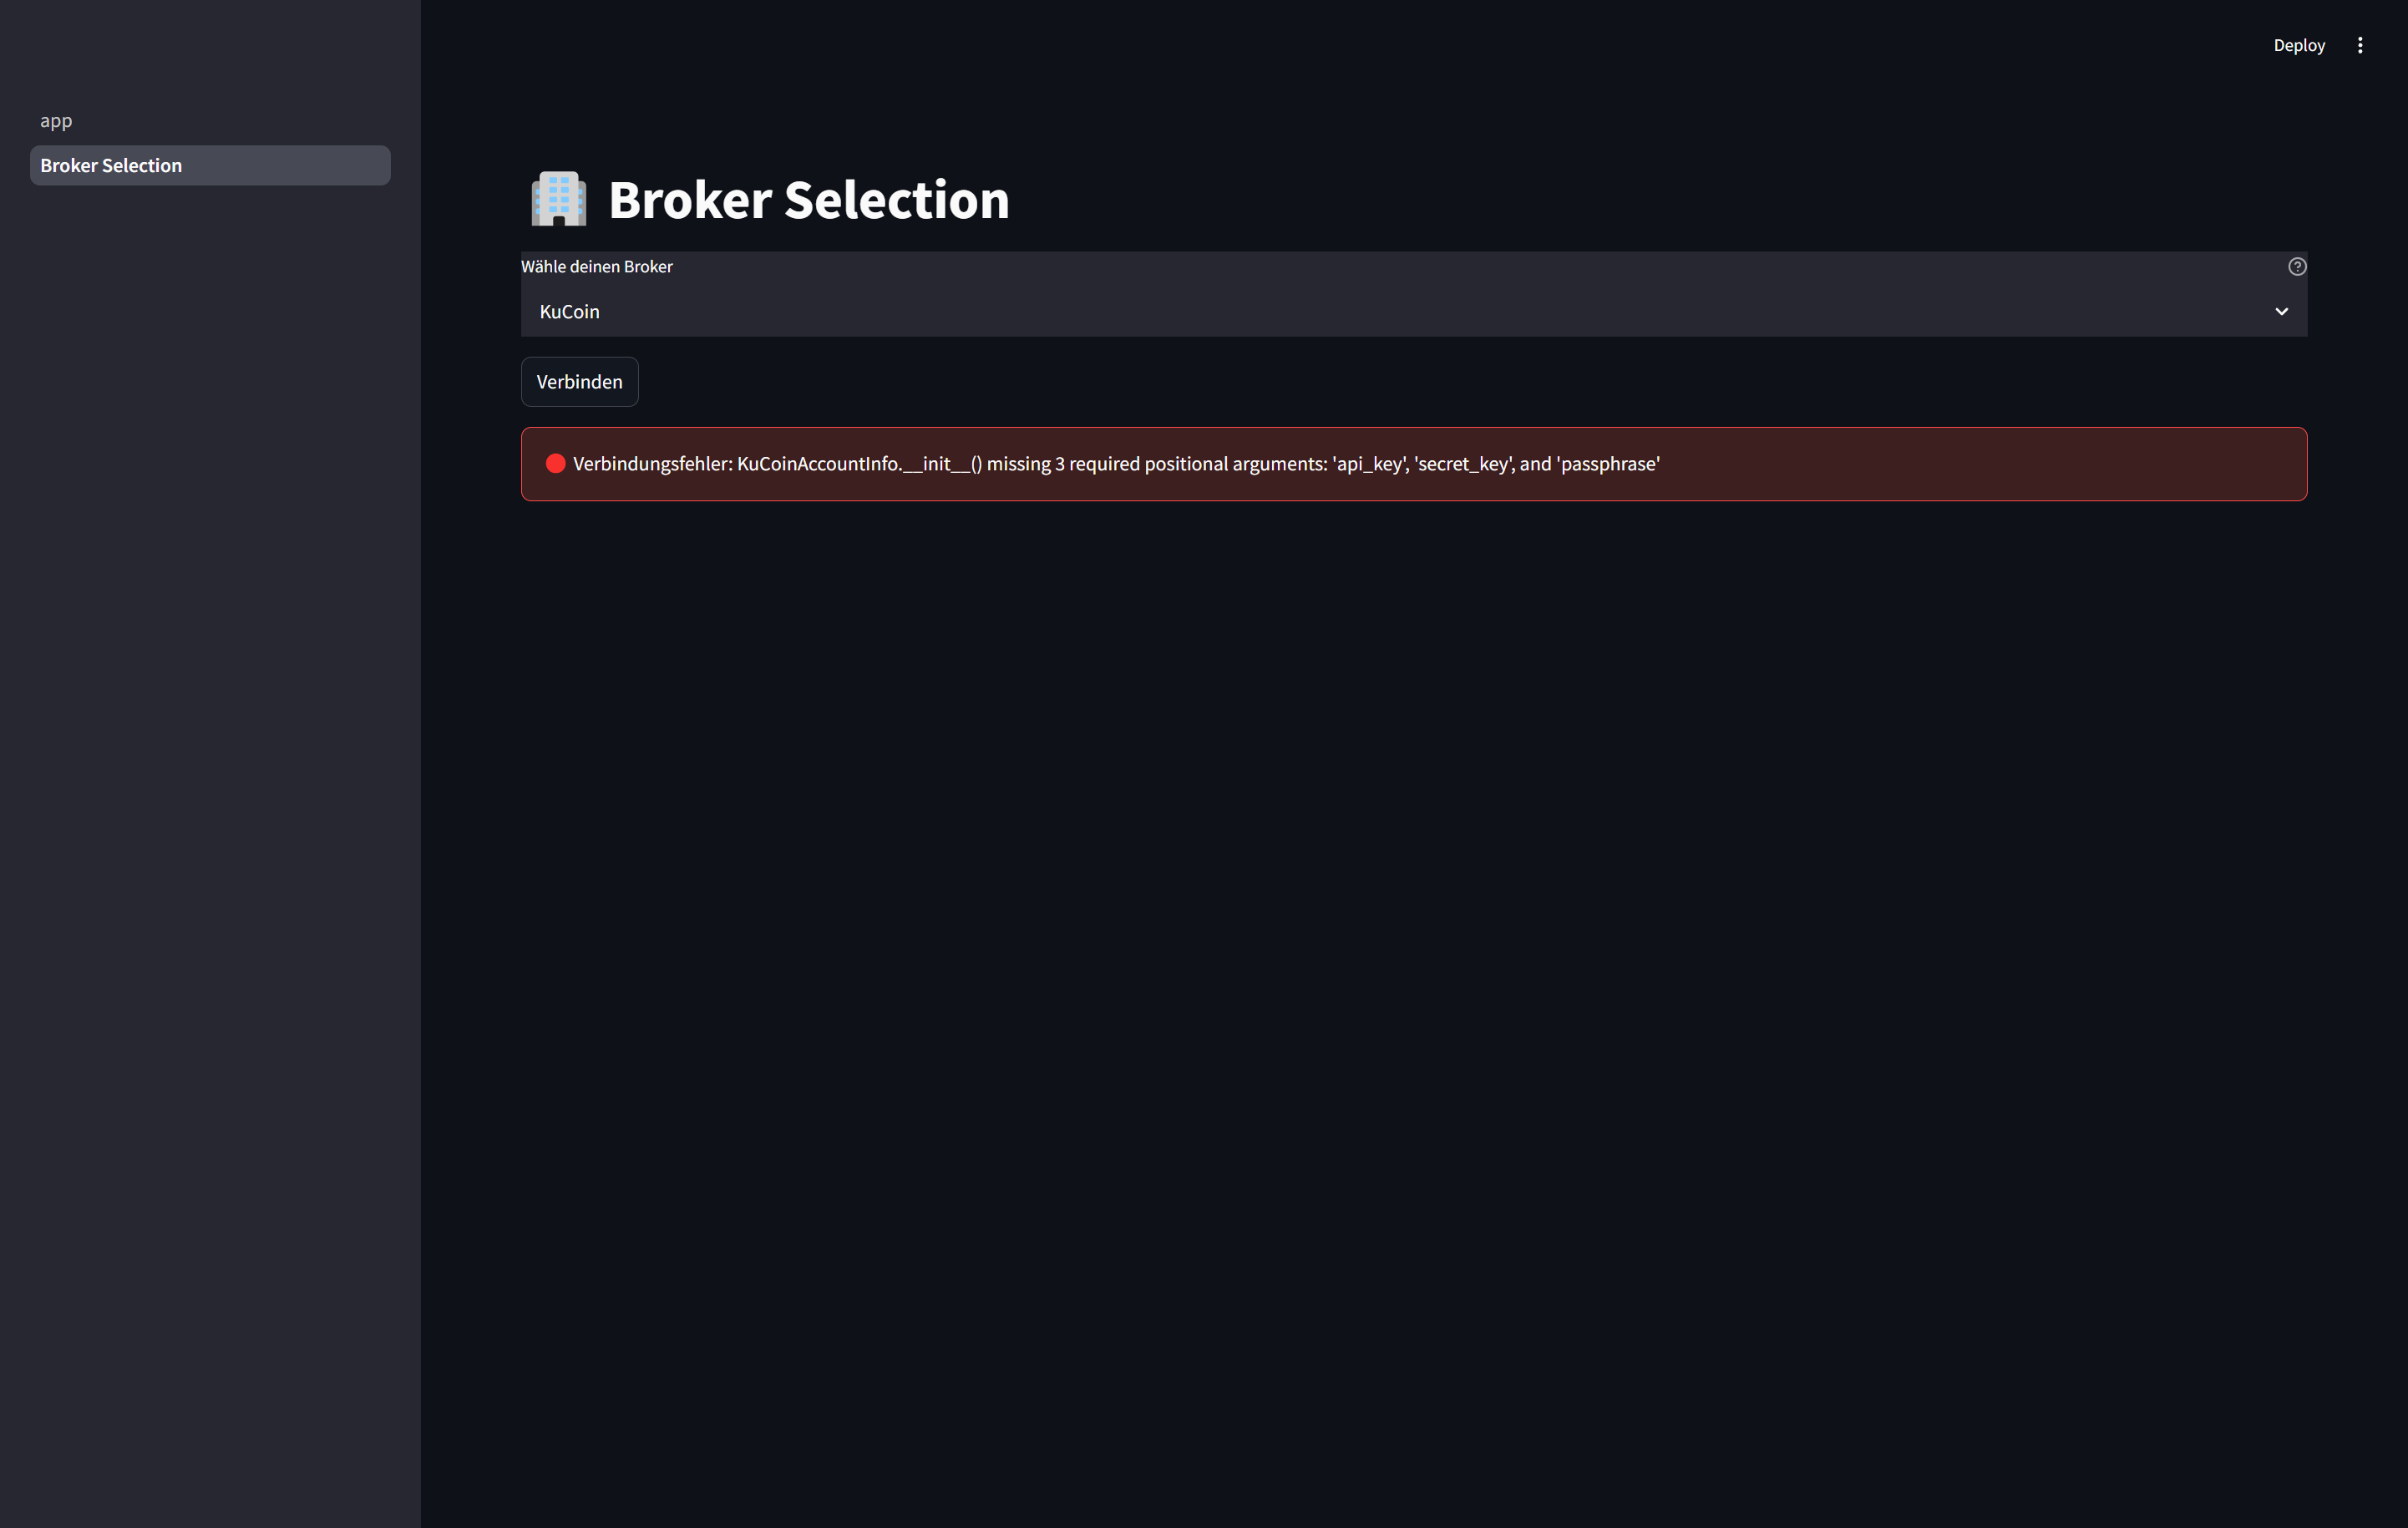 Deploy
app
Broker Selection
Broker Selection
Wähle deinen Broker
KuCoin
Verbinden
Verbindungsfehler: KuCoinAccountInfo.__init__() missing 3 required positional arguments: 'api_key', 'secret_key', and 'passphrase'